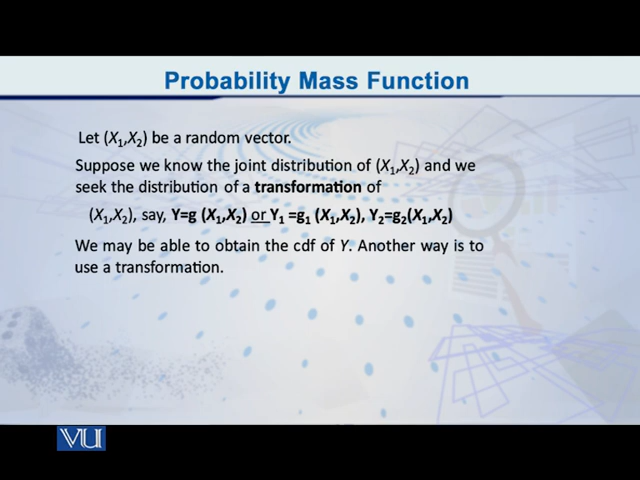 Probability Mass Function
Let (X₁,X₂) be a random vector.
Suppose we know the joint distribution of (X₁,X₂) and we
seek the distribution of a transformation of
(X₁,X₂), say, Y=g (X₁,X₂) or Y₁ =g₁ (X₁,X₂), Y₂=g₂(X₁,X₂)
We may be able to obtain the cdf of Y. Another way is to
use a transformation.
VU